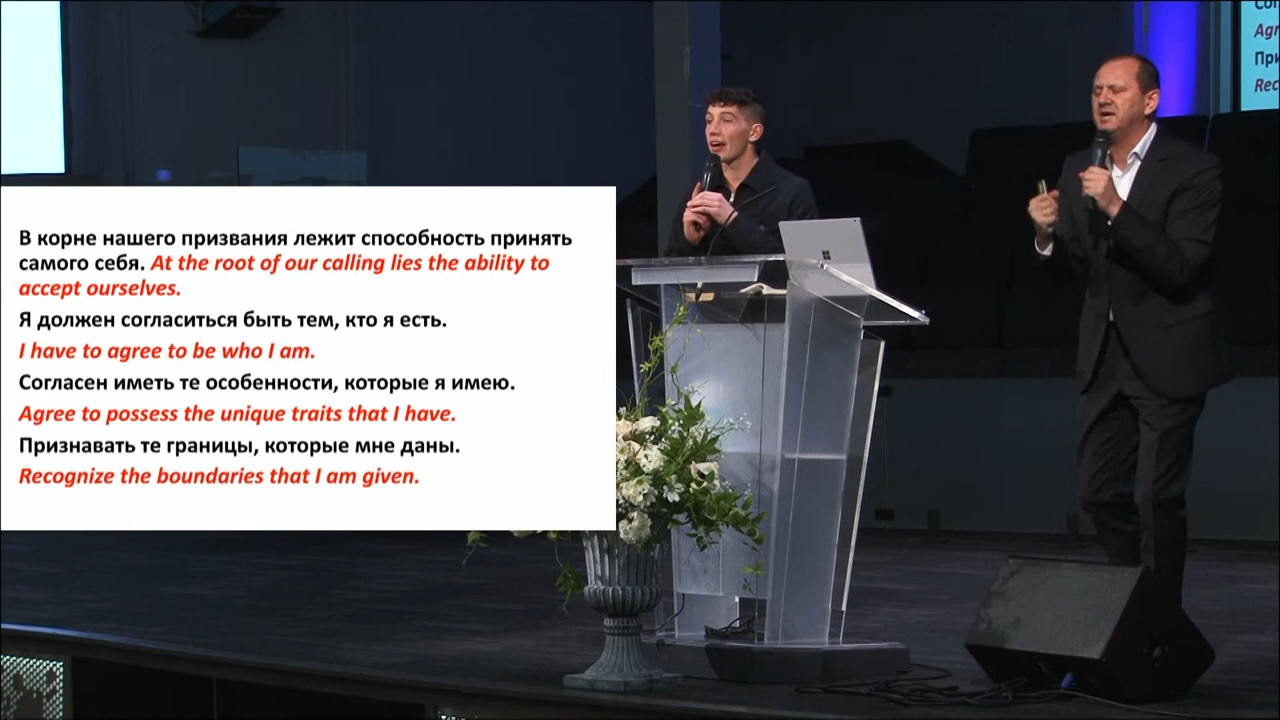 В корне нашего призвания лежит способность принять
самого себя. At the root of our calling lies the ability to
accept ourselves.
Я должен согласиться быть тем, кто я есть.
I have to agree to be who I am.
Согласен иметь те особенности, которые я имею.
Agree to possess the unique traits that I have.
Признавать те границы, которые мне даны.
Recognize the boundaries that I am given.